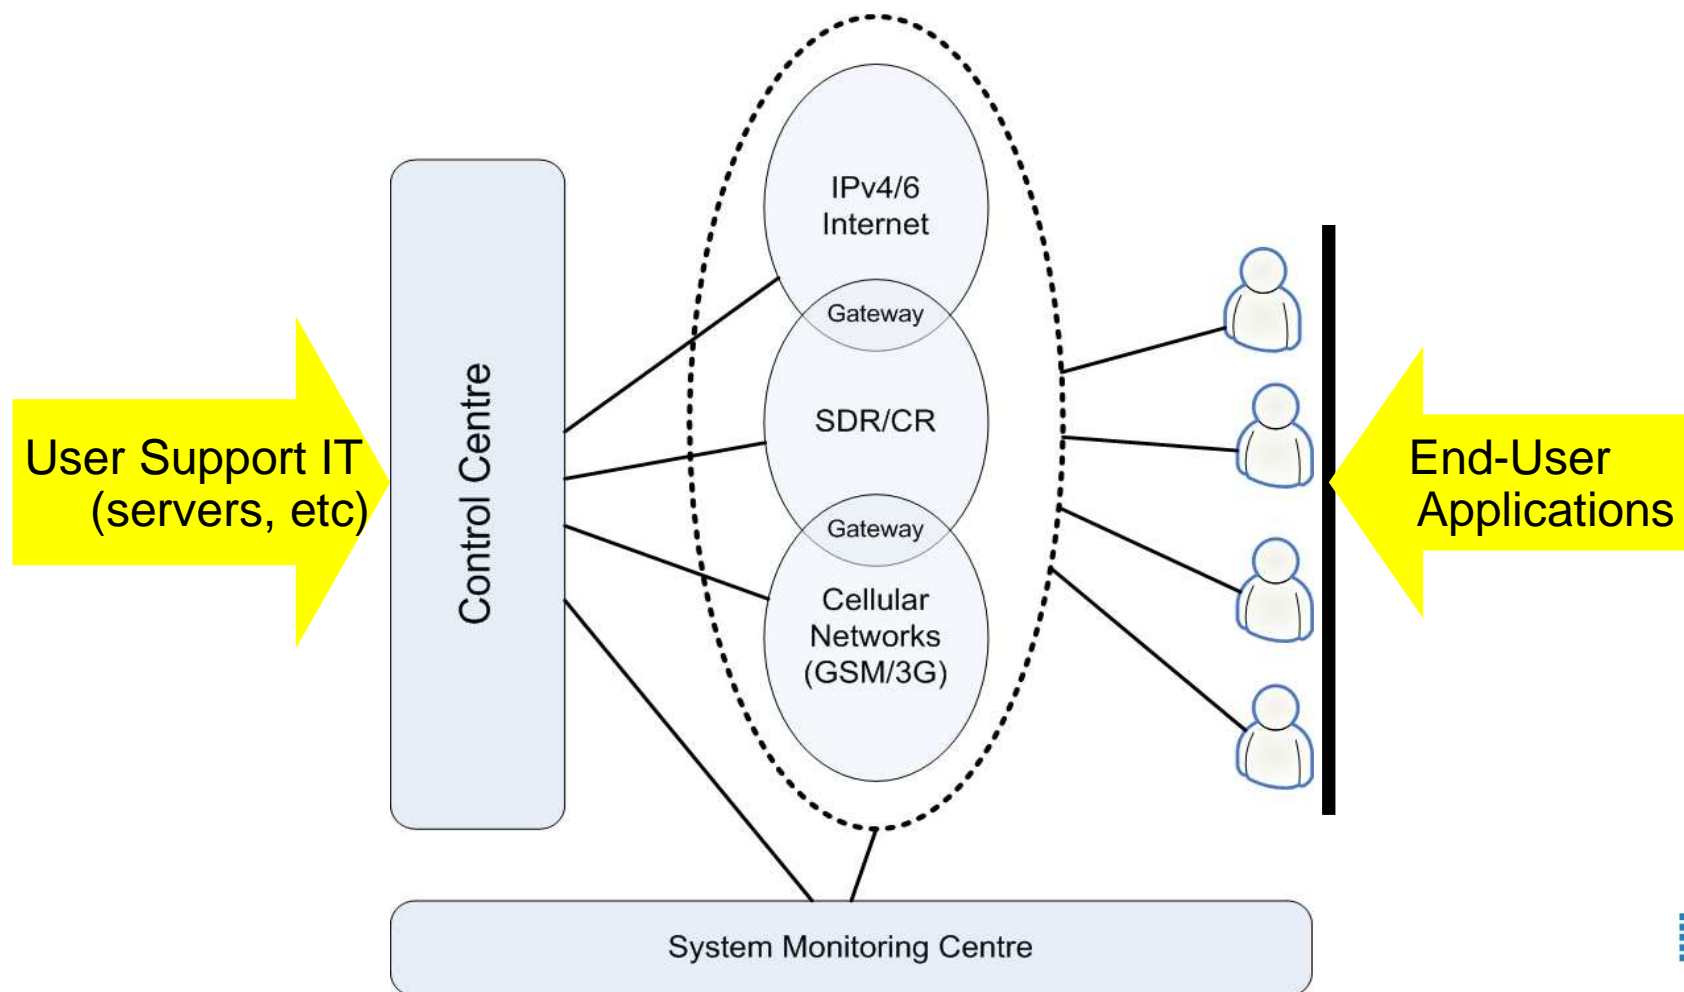 User Support IT
(servers, etc)
Control Centre
IPv4/6
Internet
Gateway
SDR/CR
Gateway
Cellular
Networks
(GSM/3G)
End-User
Applications
System Monitoring Centre